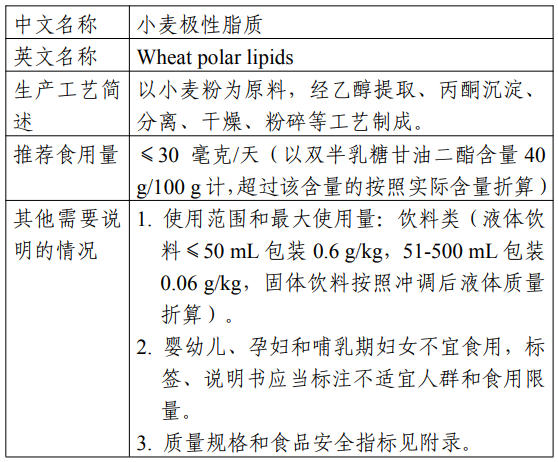 中文名称 小麦极性脂质
英文名称 Wheat polar lipids
生产工艺简述 以小麦粉为原料，经乙醇提取、丙酮沉淀、
分离、干燥、粉碎等工艺制成。
推荐食用量 ≤30 毫克/天（以双半乳糖甘油二酯含量 40
g/100 g计，超过该含量的按照实际含量折算）
其他需要说明的情况 1. 使用范围和最大使用量：饮料类（液体饮
料≤50 mL 包装 0.6 g/kg，51-500 mL 包装
0.06 g/kg，固体饮料按照冲调后液体质量
折算）。
2. 婴幼儿、孕妇和哺乳期妇女不宜食用，标
签、说明书应当标注不适宜人群和食用限
量。
3. 质量规格和食品安全指标见附录。